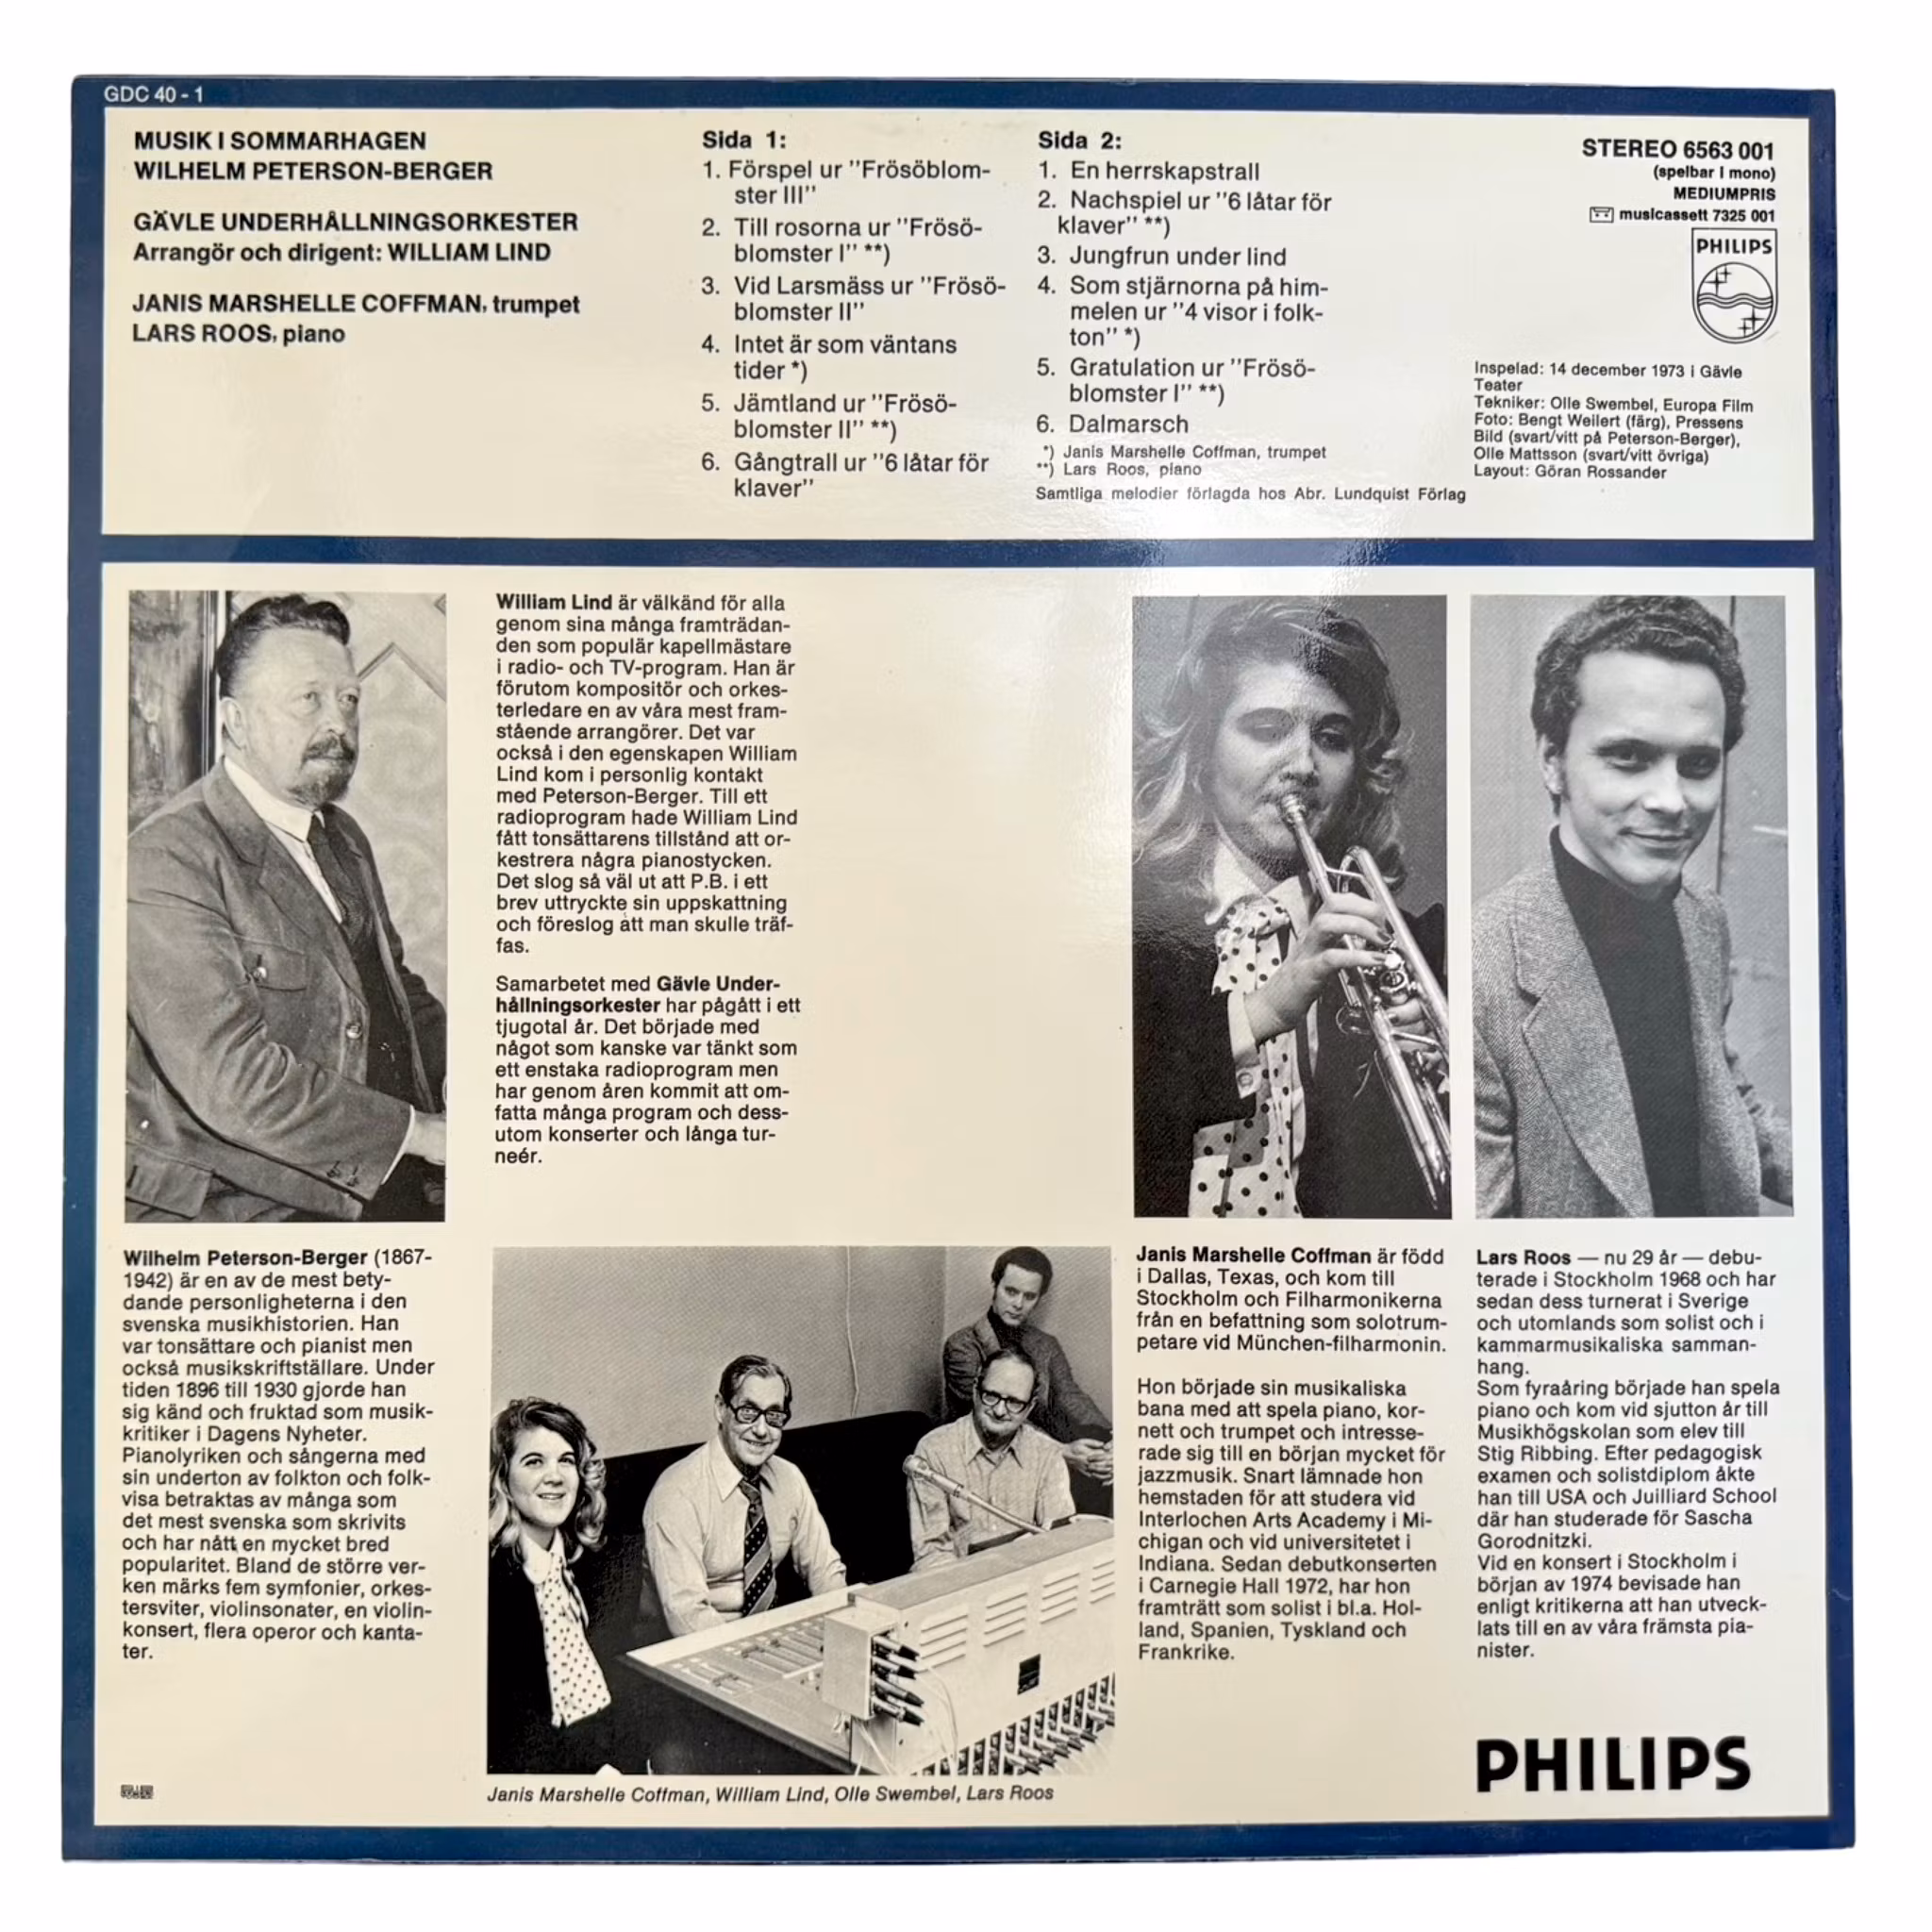 GDC 40 - 1
MUSIK I SOMMARHAGEN
WILHELM PETERSON-BERGER
GÄVLE UNDERHÅLLNINGSORKESTER
Arrangör och dirigent: WILLIAM LIND
JANIS MARSHELLE COFFMAN, trumpet
LARS ROOS, piano
Sida 1:
1. Förspel ur "Frösöblom-
ster III"
2. Till rosorna ur "Frösö-
blomster I" **)
3. Vid Larsmäss ur "Frösö-
blomster II"
4. Intet är som väntans
tider *)
5. Jämtland ur "Frösö-
blomster II" **)
6. Gångtrall ur "6 låtar för
klaver"
Sida 2:
1. En herrskapstrall
2. Nachspiel ur "6 låtar för
klaver" **)
3. Jungfrun under lind
4. Som stjärnorna på him-
melen ur "4 visor i folk-
ton" *)
5. Gratulation ur "Frösö-
blomster I" **)
6. Dalmarsch
*) Janis Marshelle Coffman, trumpet
**) Lars Roos, piano
Samtliga melodier förlagda hos Abr. Lundquist Förlag
STEREO 6563 001
(spelbar i mono)
MEDIUMPRIS
musicassett 7325 001
PHILIPS
Inspelad: 14 december 1973 i Gävle
Teater
Tekniker: Olle Swembel, Europa Film
Foto: Bengt Weilert (färg), Pressens
Bild (svart/vitt på Peterson-Berger),
Olle Mattsson (svart/vitt övriga)
Layout: Göran Rossander
William Lind är välkänd för alla
genom sina många framträdan-
den som populär kapellmästare
i radio- och TV-program. Han är
förutom kompositör och orkes-
terledare en av våra mest fram-
stående arrangörer. Det var
också i den egenskapen William
Lind kom i personlig kontakt
med Peterson-Berger. Till ett
radioprogram hade William Lind
fått tonsättarens tillstånd att or-
kestrera några pianostycken.
Det slog så väl ut att P.B. i ett
brev uttryckte sin uppskattning
och föreslog att man skulle träf-
fas.
Samarbetet med Gävle Under-
hållningsorkester har pågått i ett
tjugotal år. Det började med
något som kanske var tänkt som
ett enstaka radioprogram men
har genom åren kommit att om-
fatta många program och dess-
utom konserter och långa tur-
neér.
Wilhelm Peterson-Berger (1867-
1942) är en av de mest bety-
dande personligheterna i den
svenska musikhistorien. Han
var tonsättare och pianist men
också musikskriftställare. Under
tiden 1896 till 1930 gjorde han
sig känd och fruktad som musik-
kritiker i Dagens Nyheter.
Pianolyriken och sångerna med
sin underton av folkton och folk-
visa betraktas av många som
det mest svenska som skrivits
och har nått en mycket bred
popularitet. Bland de större ver-
ken märks fem symfonier, orkes-
tersviter, violinsonater, en violin-
konsert, flera operor och kanta-
ter.
Janis Marshelle Coffman, William Lind, Olle Swembel, Lars Roos
Janis Marshelle Coffman är född
i Dallas, Texas, och kom till
Stockholm och Filharmonikerna
från en befattning som solotrum-
petare vid München-filharmonin.
Hon började sin musikaliska
bana med att spela piano, kor-
nett och trumpet och intresse-
rade sig till en början mycket för
jazzmusik. Snart lämnade hon
hemstaden för att studera vid
Interlochen Arts Academy i Mi-
chigan och vid universitetet i
Indiana. Sedan debutkonserten
i Carnegie Hall 1972, har hon
framträtt som solist i bl.a. Hol-
land, Spanien, Tyskland och
Frankrike.
Lars Roos — nu 29 år — debu-
terade i Stockholm 1968 och har
sedan dess turnerat i Sverige
och utomlands som solist och i
kammarmusikaliska samman-
hang.
Som fyraåring började han spela
piano och kom vid sjutton år till
Musikhögskolan som elev till
Stig Ribbing. Efter pedagogisk
examen och solistdiplom åkte
han till USA och Juilliard School
där han studerade för Sascha
Gorodnitzki.
Vid en konsert i Stockholm i
början av 1974 bevisade han
enligt kritikerna att han utveck-
lats till en av våra främsta pia-
nister.
PHILIPS